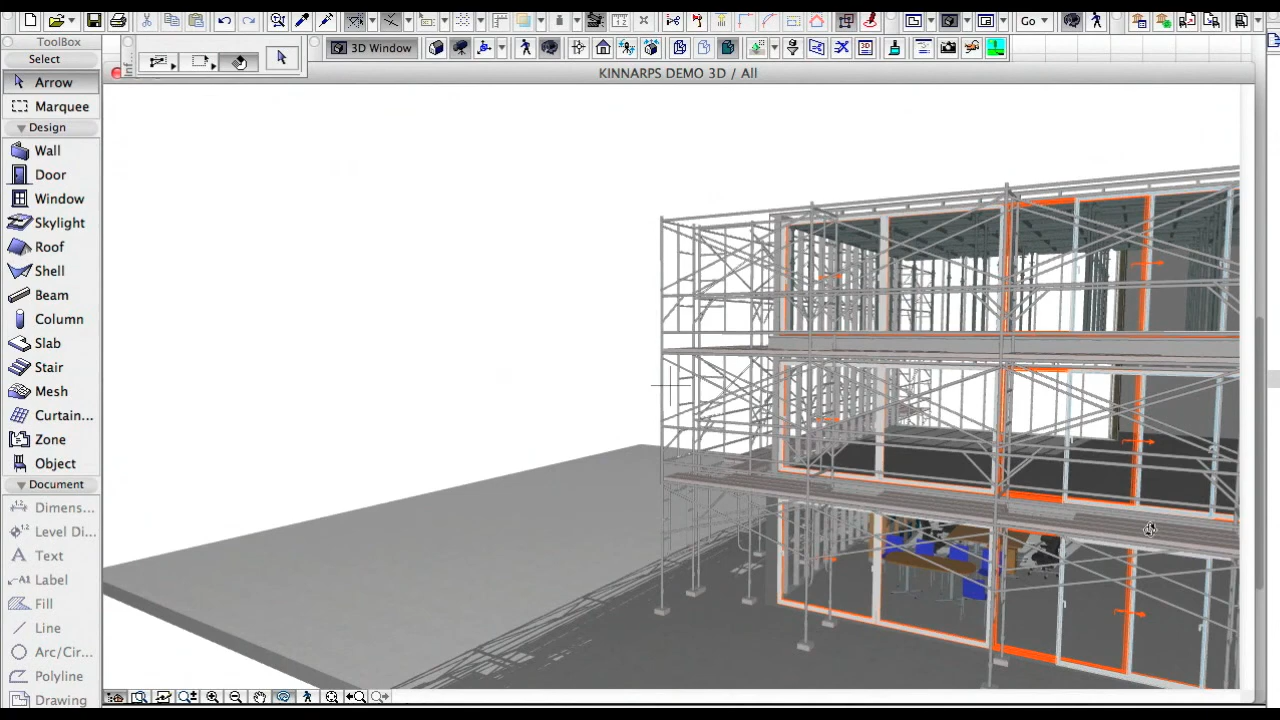 Go
ToolBox
Select
3D Window
KINNARPS DEMO 3D / All
Arrow
Marquee
Design
Wall
Door
Window
Skylight
Roof
Shell
Beam
Column
Slab
Stair
Mesh
Curtain...
Zone
Object
Document
Dimens...
Level Di...
Text
Label
Fill
Line
Arc/Cir...
Polyline
Drawing